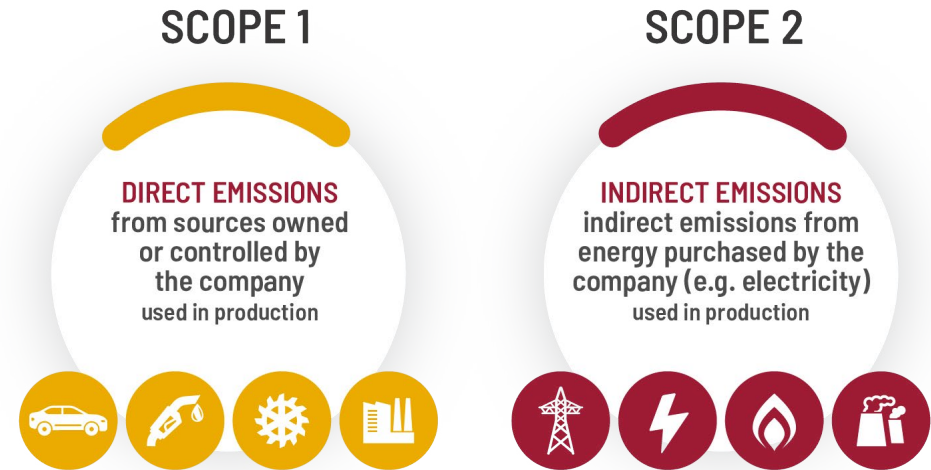 SCOPE 1
DIRECT EMISSIONS
from sources owned
or controlled by
the company
used in production
SCOPE 2
INDIRECT EMISSIONS
indirect emissions from
energy purchased by the
company (e.g. electricity)
used in production